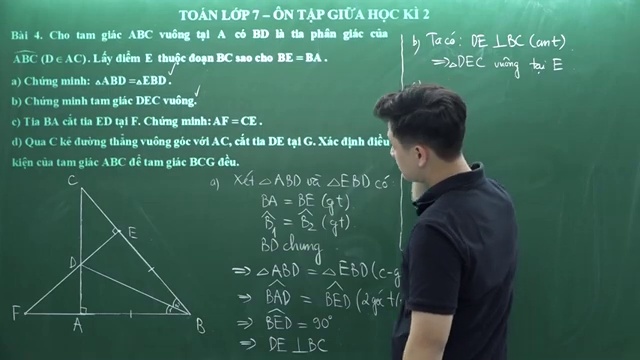 TOÁN LỚP 7 – ÔN TẬP GIỮA HỌC KÌ 2
Bài 4. Cho tam giác ABC vuông tại A có BD là tia phân giác của
ABC (D ∈ AC). Lấy điểm E thuộc đoạn BC sao cho BE = BA.
a) Chứng minh: △ABD = △EBD.
b) Chứng minh tam giác DEC vuông.
c) Tia BA cắt tia ED tại F. Chứng minh: AF = CE.
d) Qua C kẻ đường thẳng vuông góc với AC, cắt tia DE tại G. Xác định điều
kiện của tam giác ABC để tam giác BCG đều.
C
E
D
F
A
B
a) Xét △ABD và △EBD có
BA = BE (gt)
B̂1 = B̂2 (gt)
BD chung
⇒ △ABD = △EBD (c-g
⇒ BAD = BED (2 góc t/
⇒ BED = 90°
⇒ DE ⊥ BC
b) Ta có: DE ⊥ BC (cmt)
⇒ △DEC vuông tại E